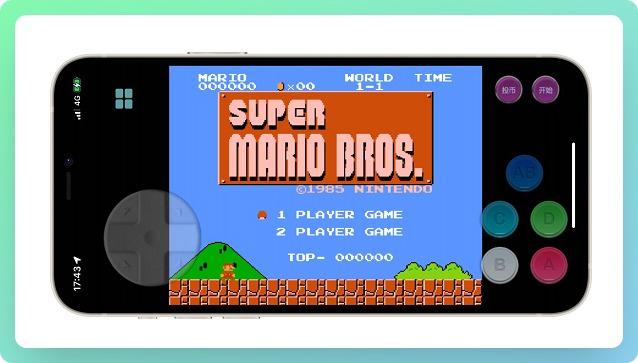 4G
17:43
MARIO WORLD TIME
000000 ×00 1-1
SUPER
MARIO BROS.
©1985 NINTENDO
1 PLAYER GAME
2 PLAYER GAME
TOP- 000000
投币 开始
AB
C D
B A